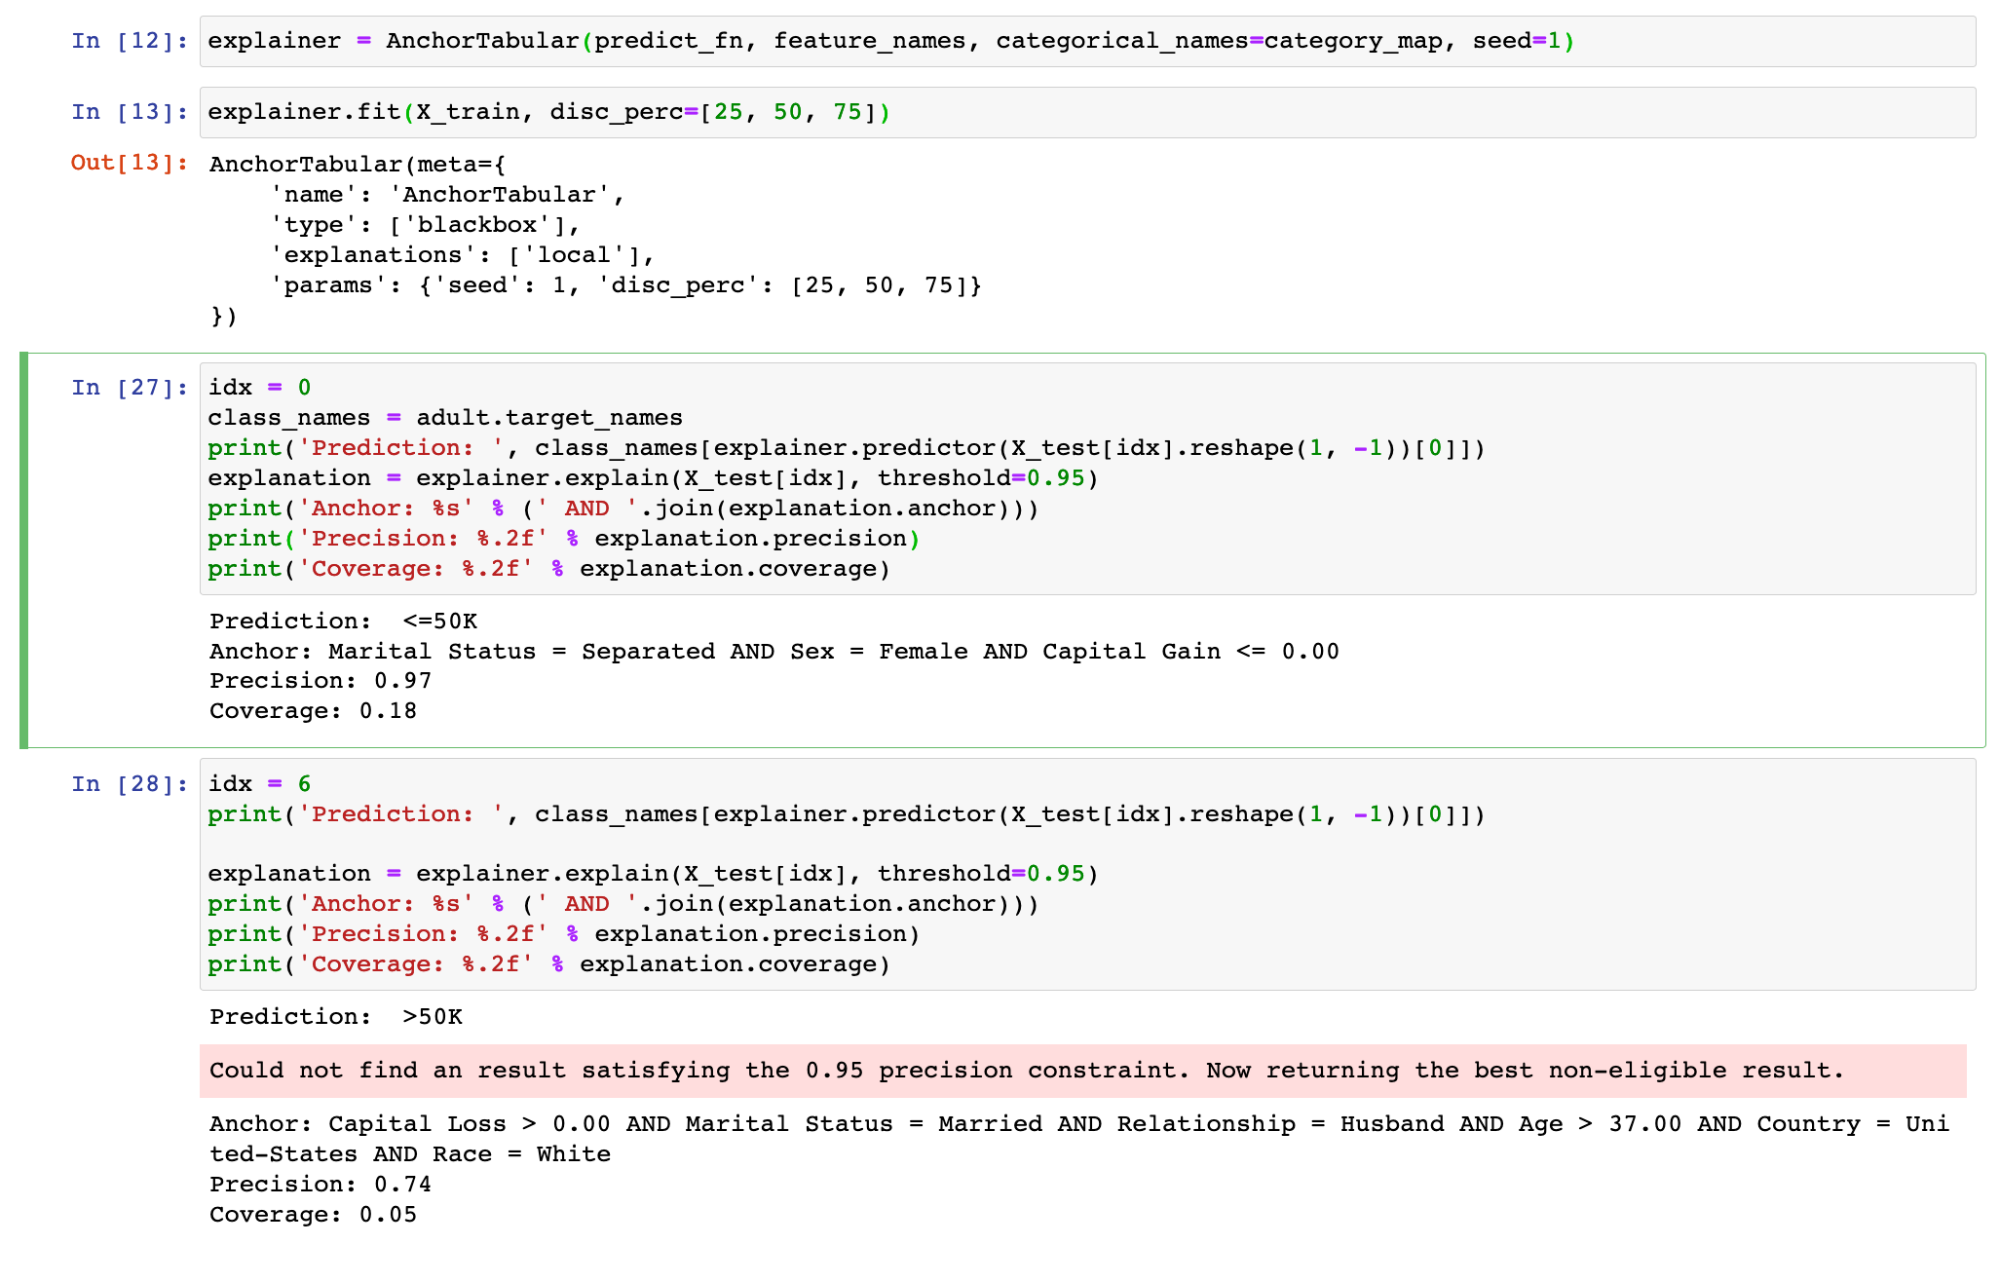 In [12]: explainer = AnchorTabular(predict_fn, feature_names, categorical_names=category_map, seed=1)
In [13]: explainer.fit(X_train, disc_perc=[25, 50, 75])
Out[13]: AnchorTabular(meta={
    'name': 'AnchorTabular',
    'type': ['blackbox'],
    'explanations': ['local'],
    'params': {'seed': 1, 'disc_perc': [25, 50, 75]}
})
In [27]: idx = 0
class_names = adult.target_names
print('Prediction: ', class_names[explainer.predictor(X_test[idx].reshape(1, -1))[0]])
explanation = explainer.explain(X_test[idx], threshold=0.95)
print('Anchor: %s' % (' AND '.join(explanation.anchor)))
print('Precision: %.2f' % explanation.precision)
print('Coverage: %.2f' % explanation.coverage)
Prediction:  <=50K
Anchor: Marital Status = Separated AND Sex = Female AND Capital Gain <= 0.00
Precision: 0.97
Coverage: 0.18
In [28]: idx = 6
print('Prediction: ', class_names[explainer.predictor(X_test[idx].reshape(1, -1))[0]])
explanation = explainer.explain(X_test[idx], threshold=0.95)
print('Anchor: %s' % (' AND '.join(explanation.anchor)))
print('Precision: %.2f' % explanation.precision)
print('Coverage: %.2f' % explanation.coverage)
Prediction:  >50K
Could not find an result satisfying the 0.95 precision constraint. Now returning the best non-eligible result.
Anchor: Capital Loss > 0.00 AND Marital Status = Married AND Relationship = Husband AND Age > 37.00 AND Country = Uni
ted-States AND Race = White
Precision: 0.74
Coverage: 0.05